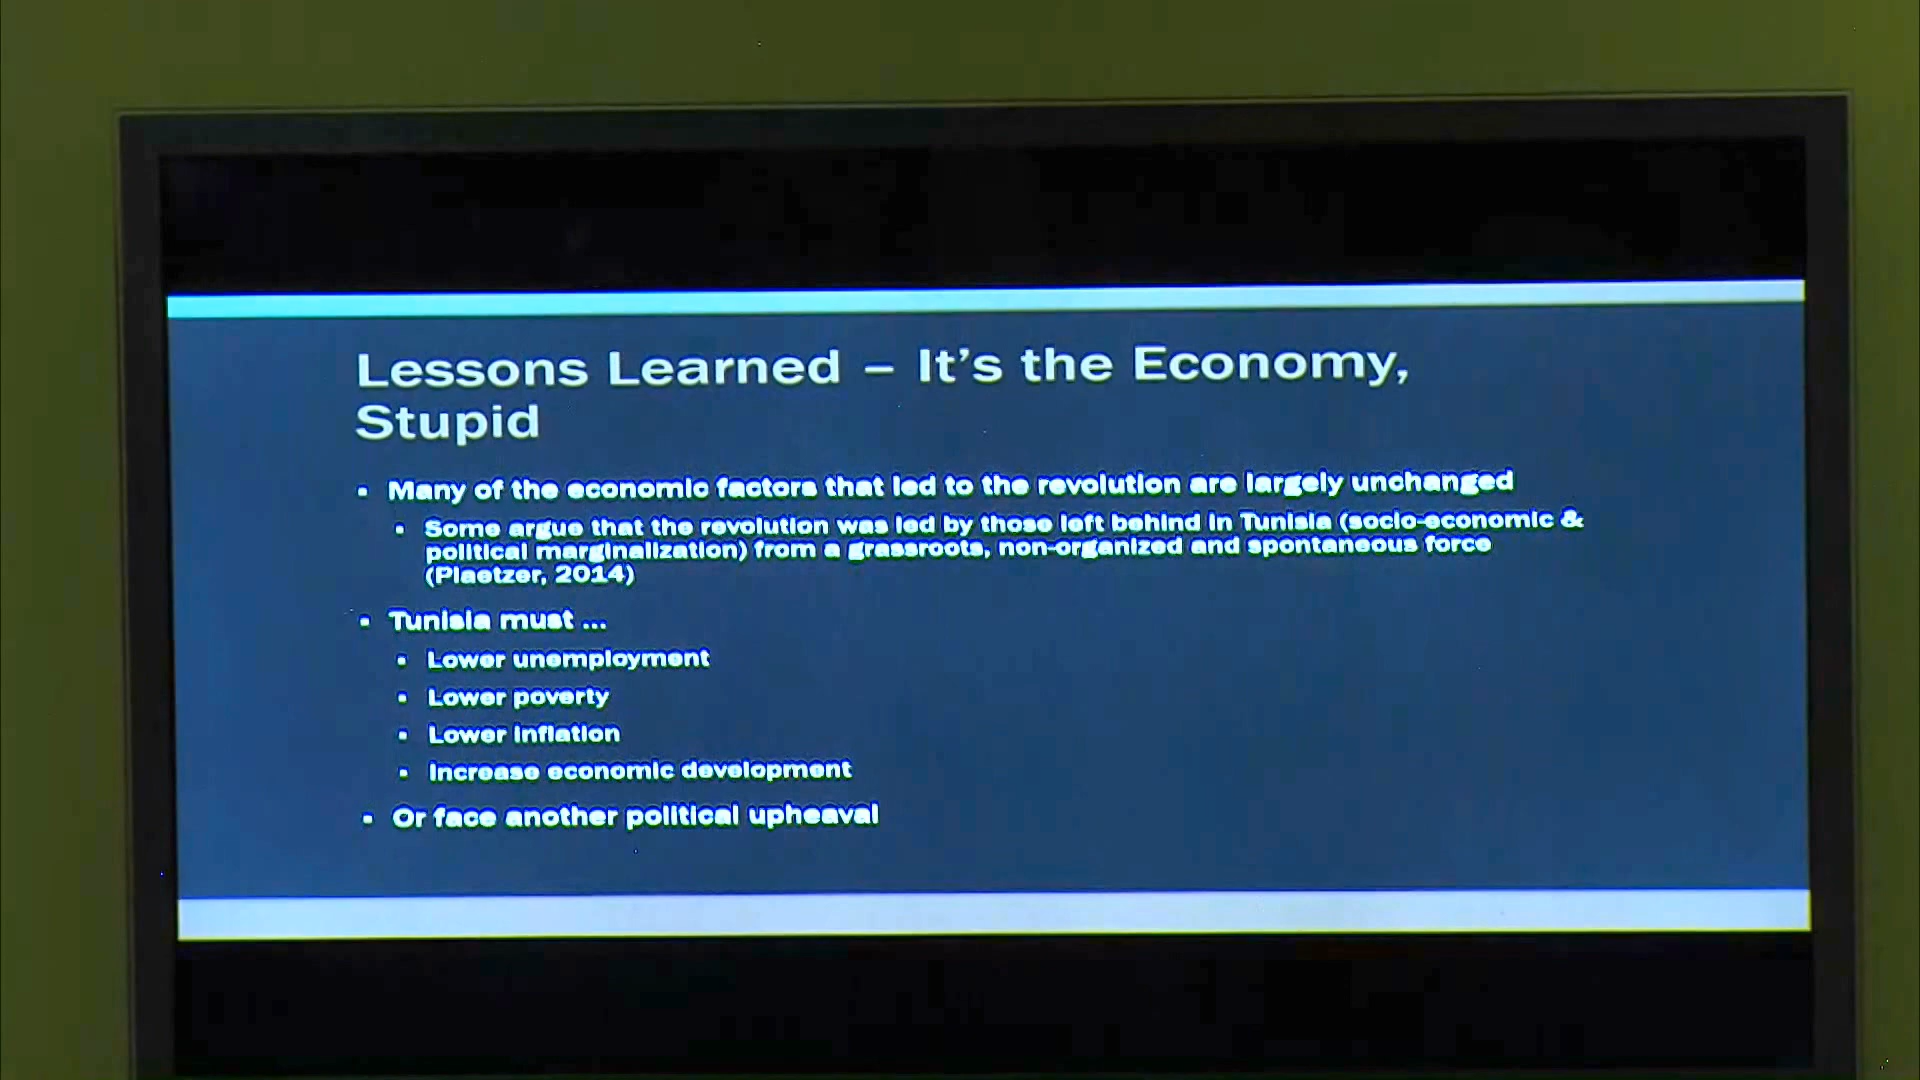 Lessons Learned – It's the Economy,
Stupid
▪ Many of the economic factors that led to the revolution are largely unchanged
▪ Some argue that the revolution was led by those left behind in Tunisia (socio-economic &
political marginalization) from a grassroots, non-organized and spontaneous force
(Plaetzer, 2014)
▪ Tunisia must ...
▪ Lower unemployment
▪ Lower poverty
▪ Lower inflation
▪ Increase economic development
▪ Or face another political upheaval